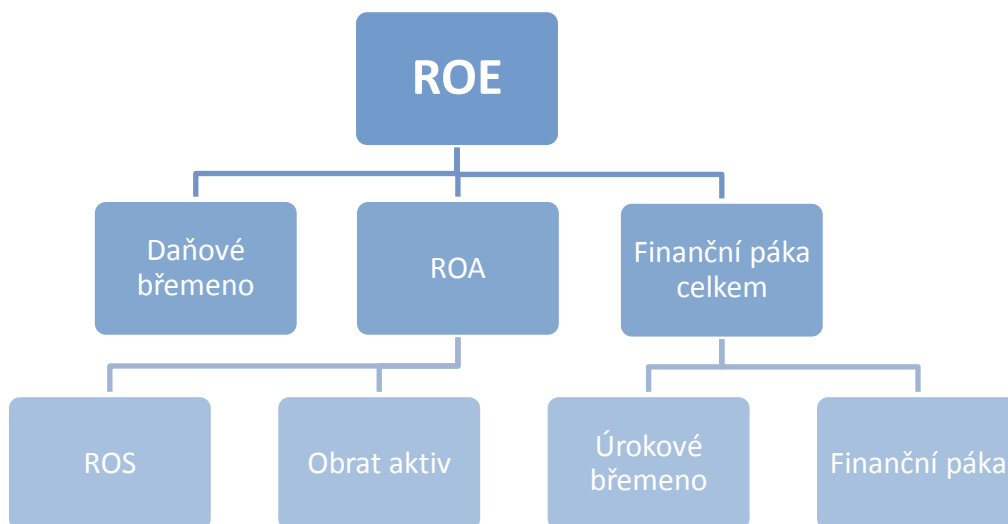 ROE
Daňové
břemeno
ROA
Finanční páka
celkem
ROS
Obrat aktiv
Úrokové
břemeno
Finanční páka